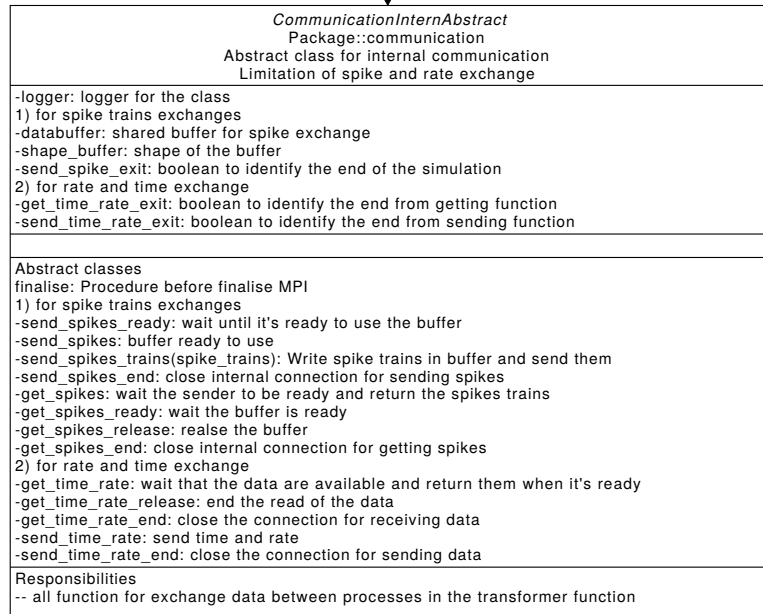 CommunicationInternAbstract
Package::communication
Abstract class for internal communication
Limitation of spike and rate exchange
-logger: logger for the class
1) for spike trains exchanges
-databuffer: shared buffer for spike exchange
-shape_buffer: shape of the buffer
-send_spike_exit: boolean to identify the end of the simulation
2) for rate and time exchange
-get_time_rate_exit: boolean to identify the end from getting function
-send_time_rate_exit: boolean to identify the end from sending function
Abstract classes
finalise: Procedure before finalise MPI
1) for spike trains exchanges
-send_spikes_ready: wait until it's ready to use the buffer
-send_spikes: buffer ready to use
-send_spikes_trains(spike_trains): Write spike trains in buffer and send them
-send_spikes_end: close internal connection for sending spikes
-get_spikes: wait the sender to be ready and return the spikes trains
-get_spikes_ready: wait the buffer is ready
-get_spikes_release: realse the buffer
-get_spikes_end: close internal connection for getting spikes
2) for rate and time exchange
-get_time_rate: wait that the data are available and return them when it's ready
-get_time_rate_release: end the read of the data
-get_time_rate_end: close the connection for receiving data
-send_time_rate: send time and rate
-send_time_rate_end: close the connection for sending data
Responsibilities
-- all function for exchange data between processes in the transformer function